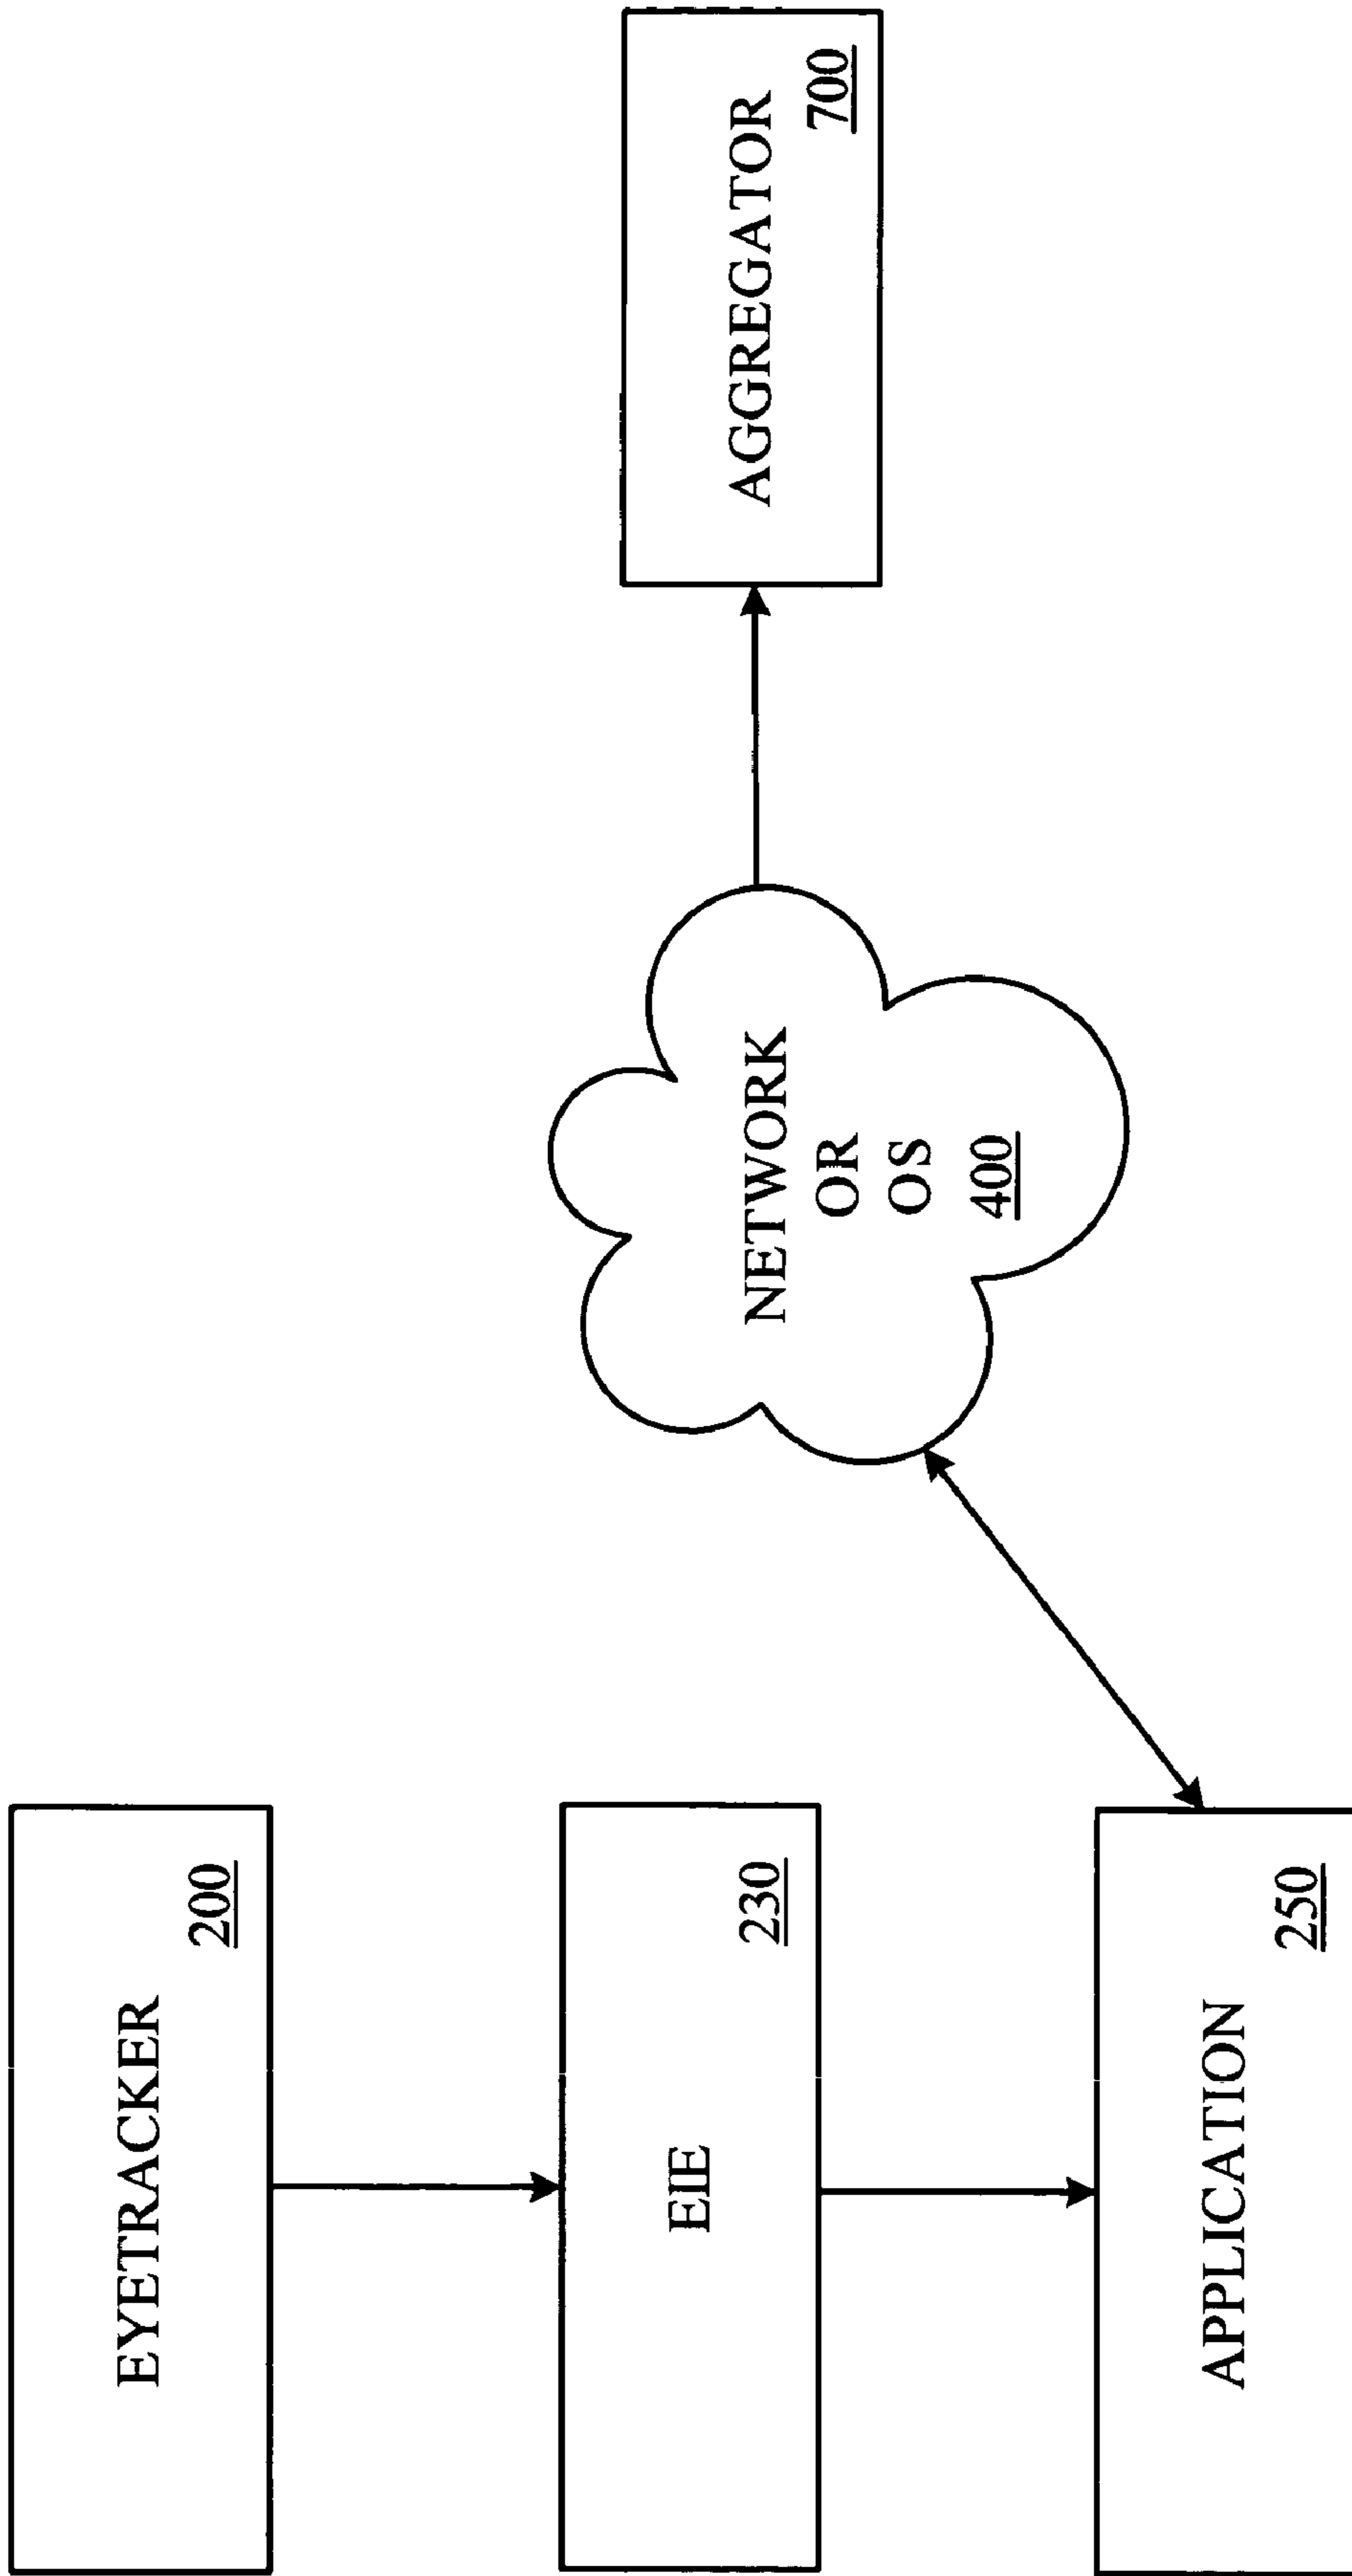 EYETRACKER
200
EIE
230
APPLICATION
250
NETWORK
OR
OS
400
AGGREGATOR
700